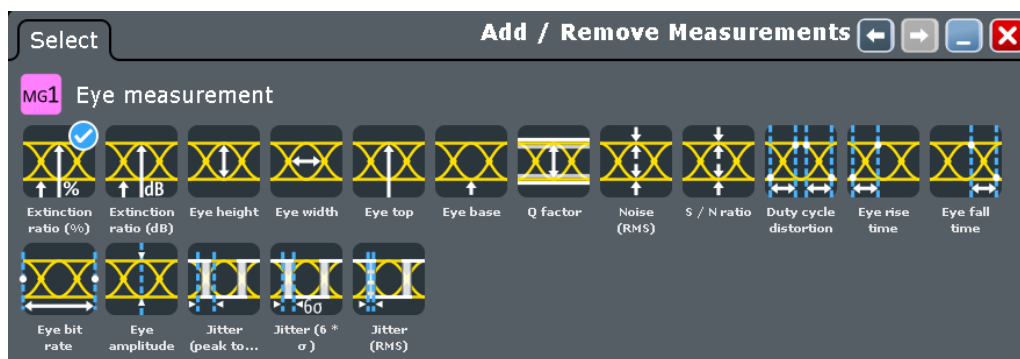 Select
Add / Remove Measurements
MG1 Eye measurement
%
dB
Extinction ratio (%)
Extinction ratio (dB)
Eye height
Eye width
Eye top
Eye base
Q factor
Noise (RMS)
S / N ratio
Duty cycle distortion
Eye rise time
Eye fall time
6σ
Eye bit rate
Eye amplitude
Jitter (peak to...
Jitter (6 * σ )
Jitter (RMS)